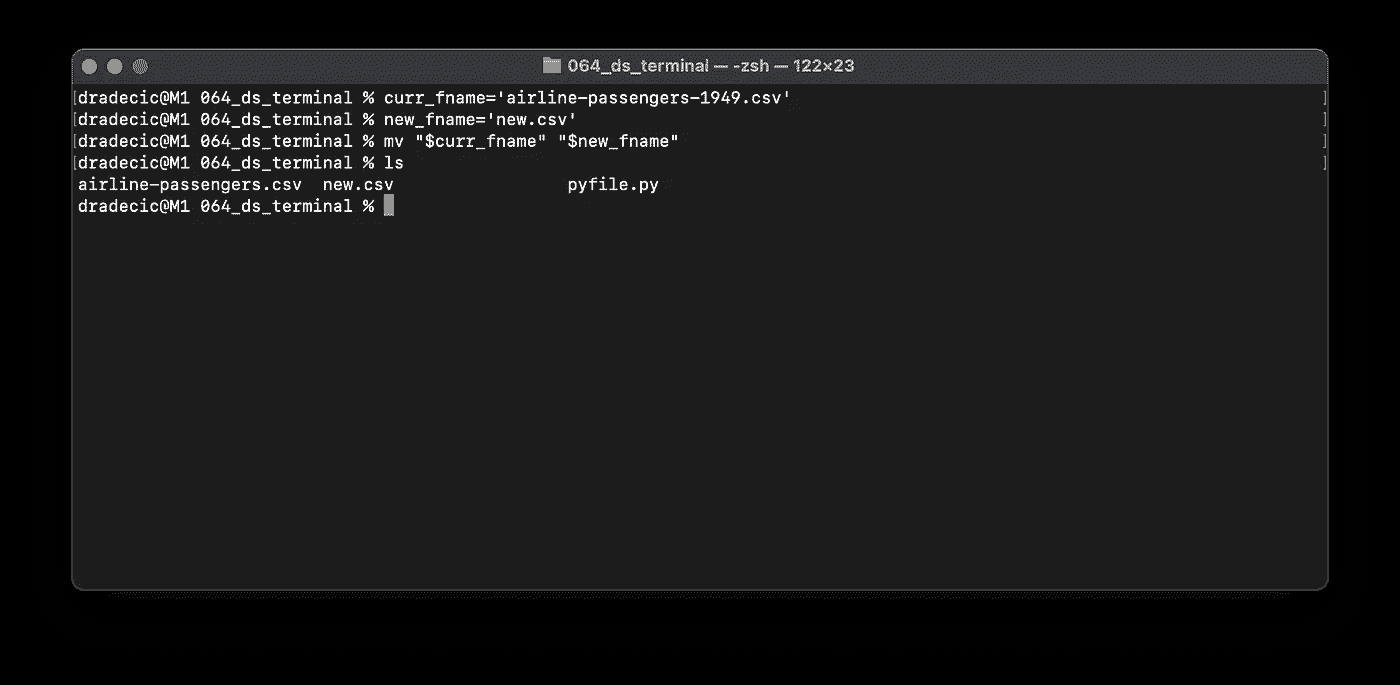 064_ds_terminal — -zsh — 122×23
[dradecic@M1 064_ds_terminal % curr_fname='airline-passengers-1949.csv' ]
[dradecic@M1 064_ds_terminal % new_fname='new.csv' ]
[dradecic@M1 064_ds_terminal % mv "$curr_fname" "$new_fname" ]
[dradecic@M1 064_ds_terminal % ls ]
airline-passengers.csv  new.csv                 pyfile.py
dradecic@M1 064_ds_terminal %